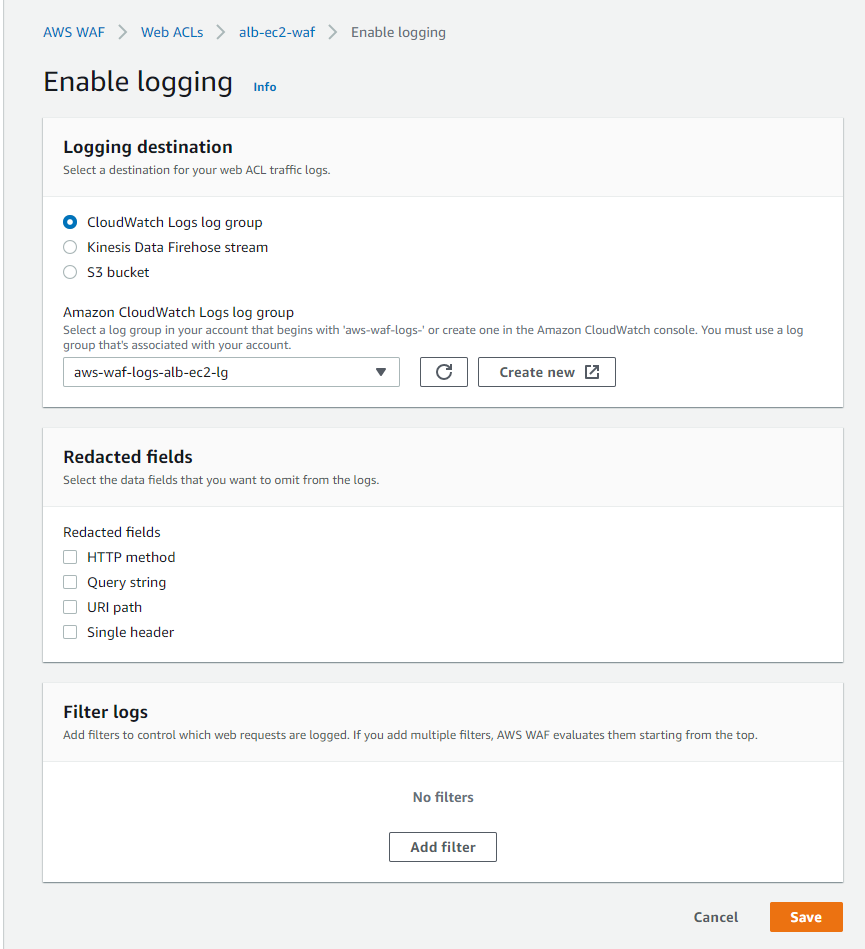 AWS WAF > Web ACLs > alb-ec2-waf > Enable logging
Enable logging Info
Logging destination
Select a destination for your web ACL traffic logs.
CloudWatch Logs log group
Kinesis Data Firehose stream
S3 bucket
Amazon CloudWatch Logs log group
Select a log group in your account that begins with 'aws-waf-logs-' or create one in the Amazon CloudWatch console. You must use a log
group that's associated with your account.
aws-waf-logs-alb-ec2-lg Create new
Redacted fields
Select the data fields that you want to omit from the logs.
Redacted fields
HTTP method
Query string
URI path
Single header
Filter logs
Add filters to control which web requests are logged. If you add multiple filters, AWS WAF evaluates them starting from the top.
No filters
Add filter
Cancel Save